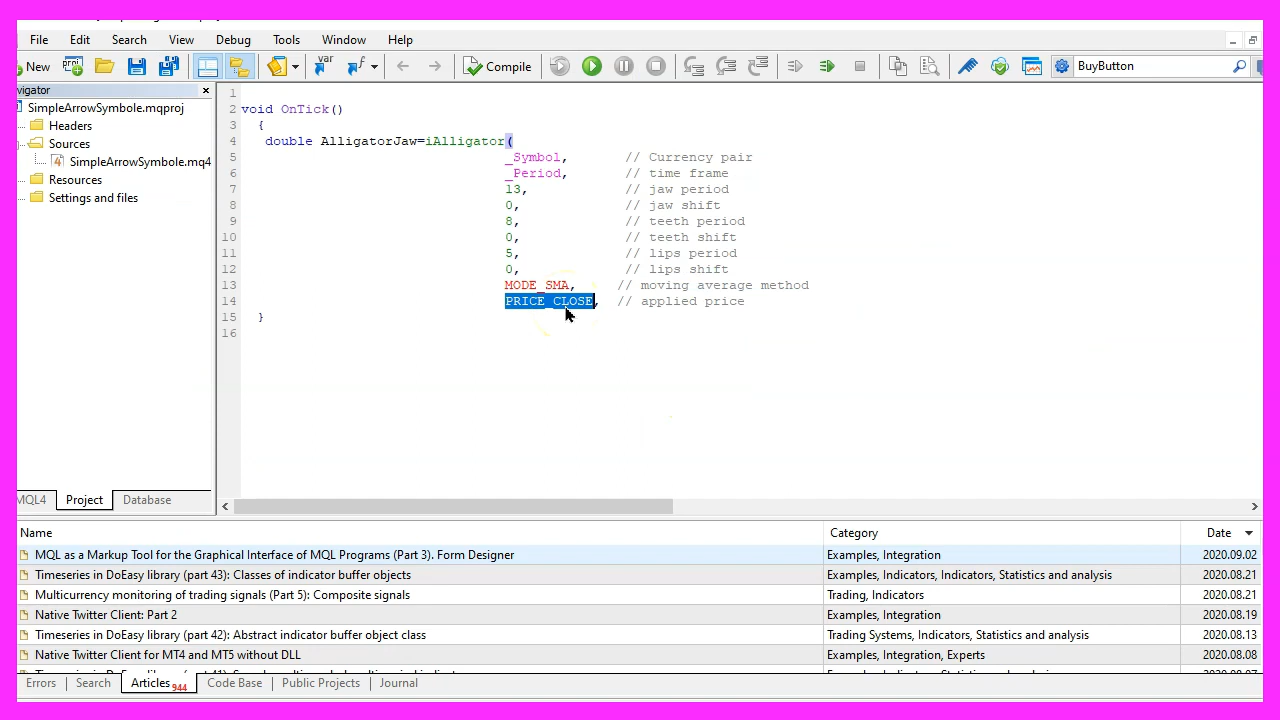 File Edit Search View Debug Tools Window Help
New Compile BuyButton
vigator
SimpleArrowSymbole.mqproj
Headers
Sources
SimpleArrowSymbole.mq4
Resources
Settings and files
MQL4 Project Database
1
2 void OnTick()
3 {
4 double AlligatorJaw=iAlligator(
5 _Symbol, // Currency pair
6 _Period, // time frame
7 13, // jaw period
8 0, // jaw shift
9 8, // teeth period
10 0, // teeth shift
11 5, // lips period
12 0, // lips shift
13 MODE_SMA, // moving average method
14 PRICE_CLOSE, // applied price
15 }
16
Name Category Date
MQL as a Markup Tool for the Graphical Interface of MQL Programs (Part 3). Form Designer Examples, Integration 2020.09.02
Timeseries in DoEasy library (part 43): Classes of indicator buffer objects Examples, Indicators, Indicators, Statistics and analysis 2020.08.21
Multicurrency monitoring of trading signals (Part 5): Composite signals Trading, Indicators 2020.08.21
Native Twitter Client: Part 2 Examples, Integration 2020.08.19
Timeseries in DoEasy library (part 42): Abstract indicator buffer object class Trading Systems, Indicators, Statistics and analysis 2020.08.13
Native Twitter Client for MT4 and MT5 without DLL Examples, Integration, Experts 2020.08.08
Errors Search Articles 944 Code Base Public Projects Journal